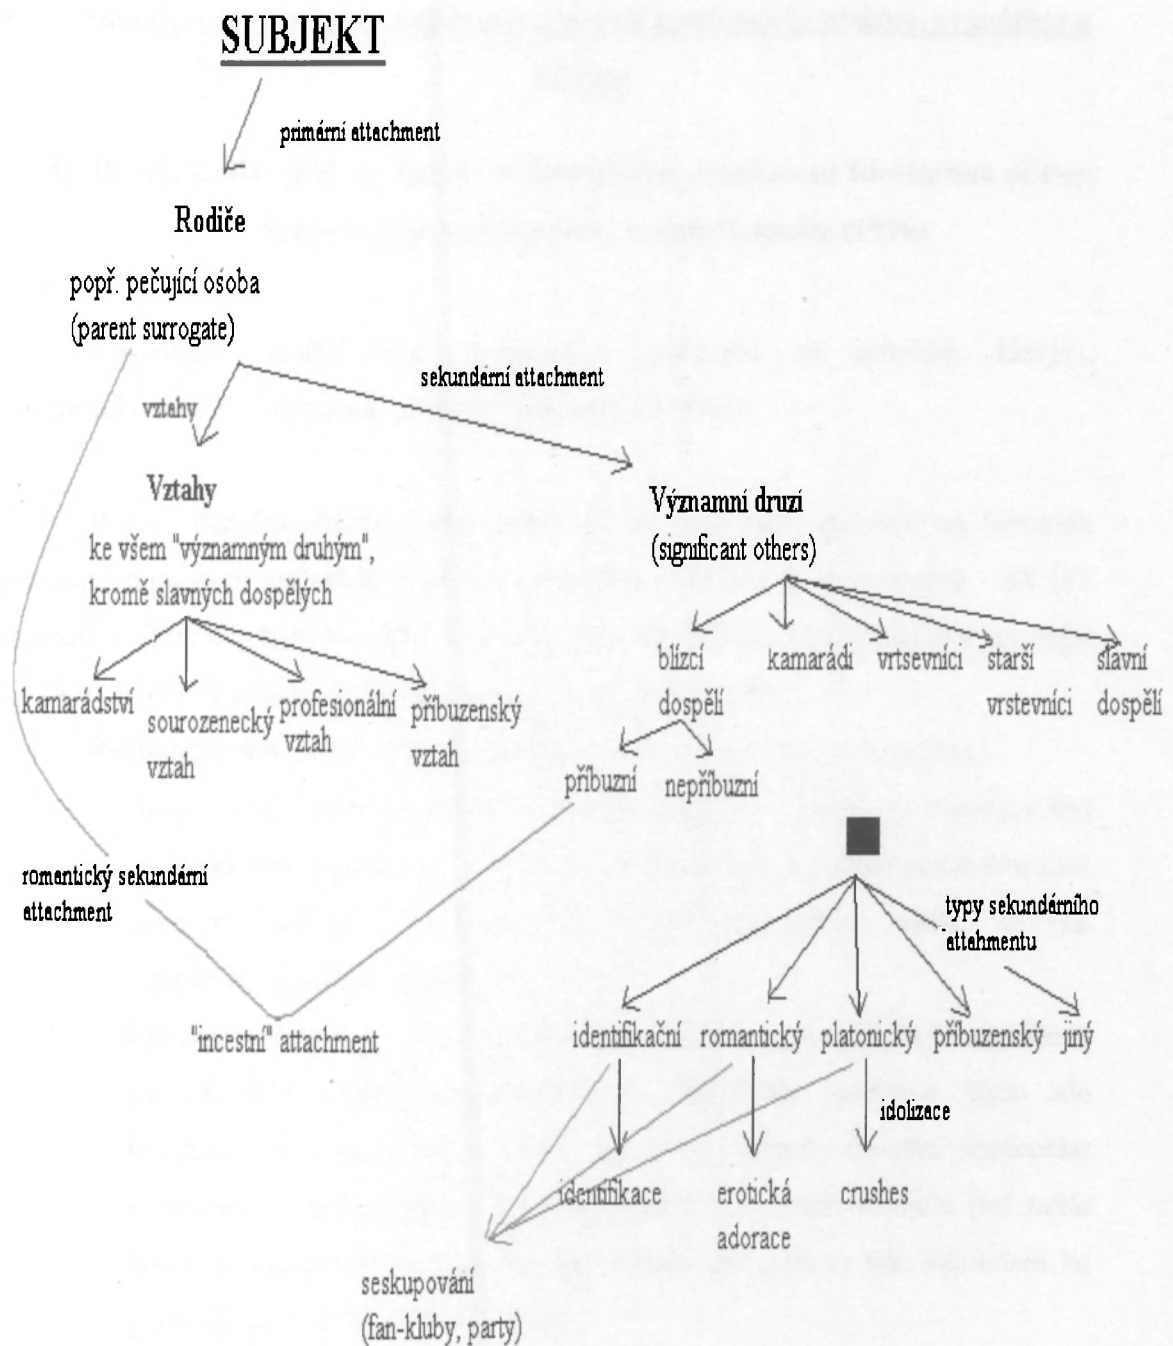 SUBJEKT
primární attachment
Rodiče
popř. pečující osoba
(parent surrogate)
sekundární attachment
vztahy
Vztahy
ke všem "významným druhým",
kromě slavných dospělých
Významní druzí
(significant others)
kamarádství
sourozenecký
vztah
profesionální
vztah
příbuzenský
vztah
blízcí
dospělí
kamarádi
vrtsevníci
starší
vrstevníci
slavní
dospělí
příbuzní
nepříbuzní
romantický sekundární
attachment
"incestní" attachment
typy sekundárního
attahmentu
identifikační
romantický
platonický
příbuzenský
jiný
idolizace
identifikace
erotická
adorace
crushes
seskupování
(fan-kluby, party)